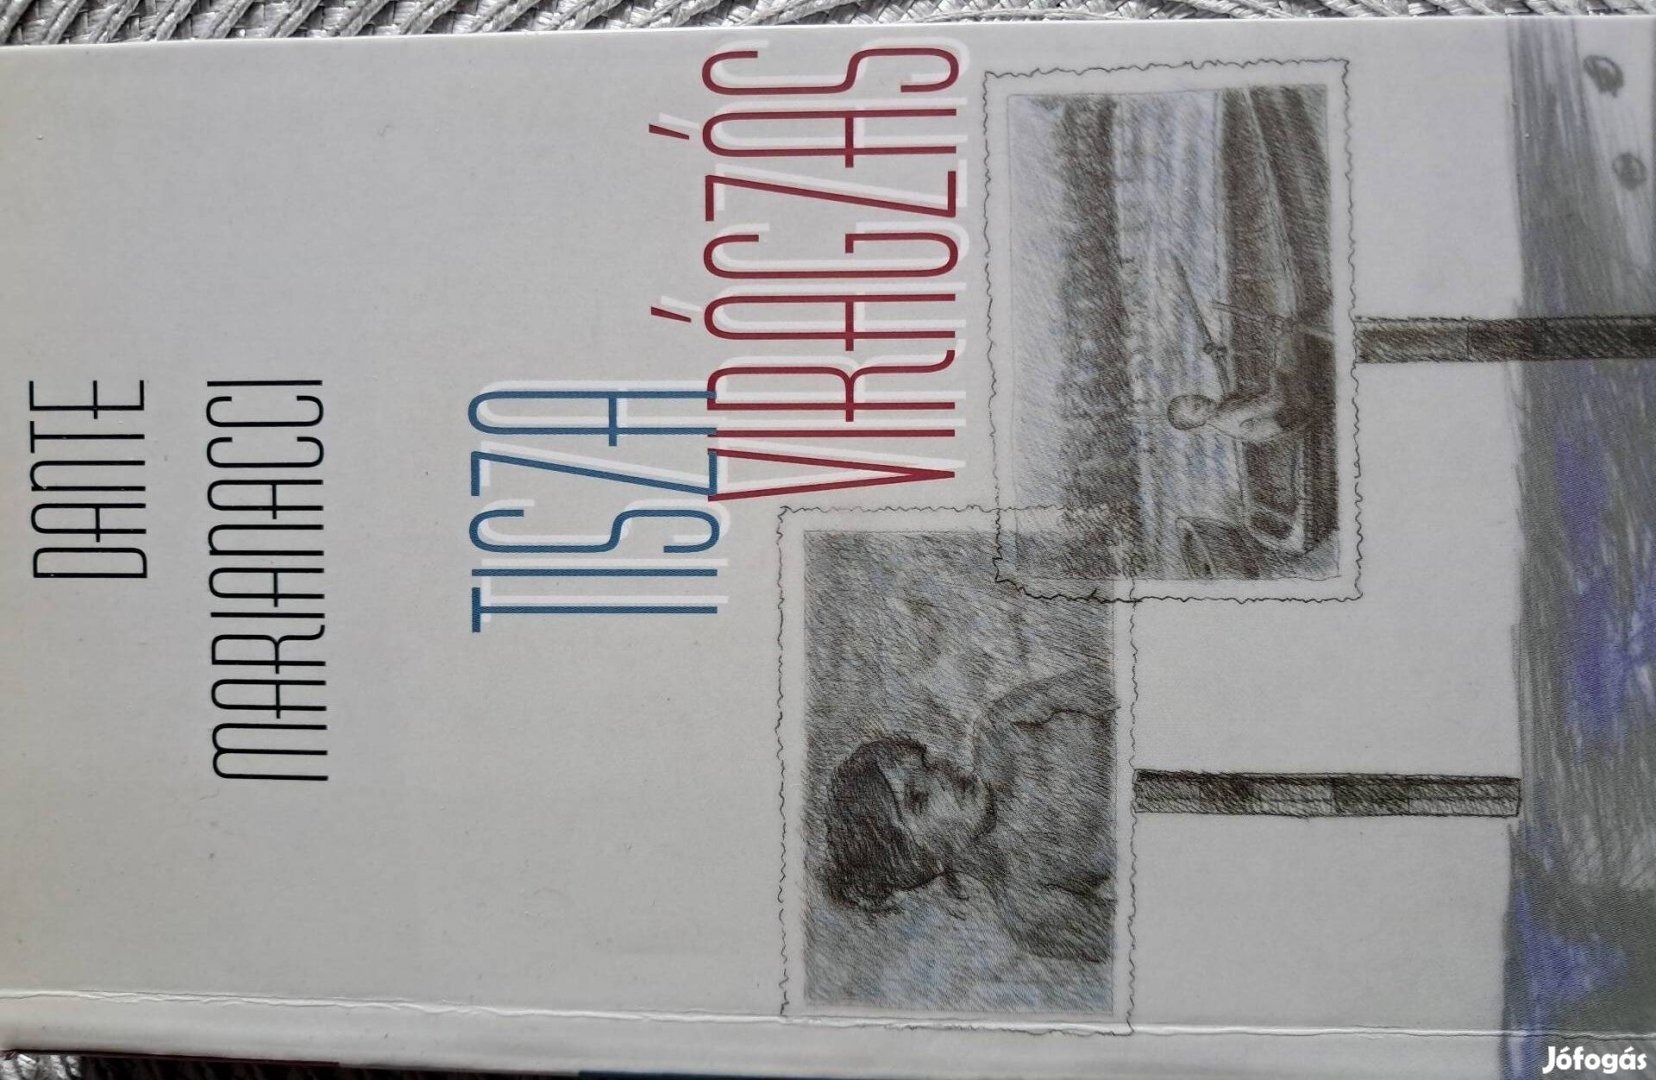 DANTE
MARIANACCI
TISZA
VIRÁGZÁS
Jófogás